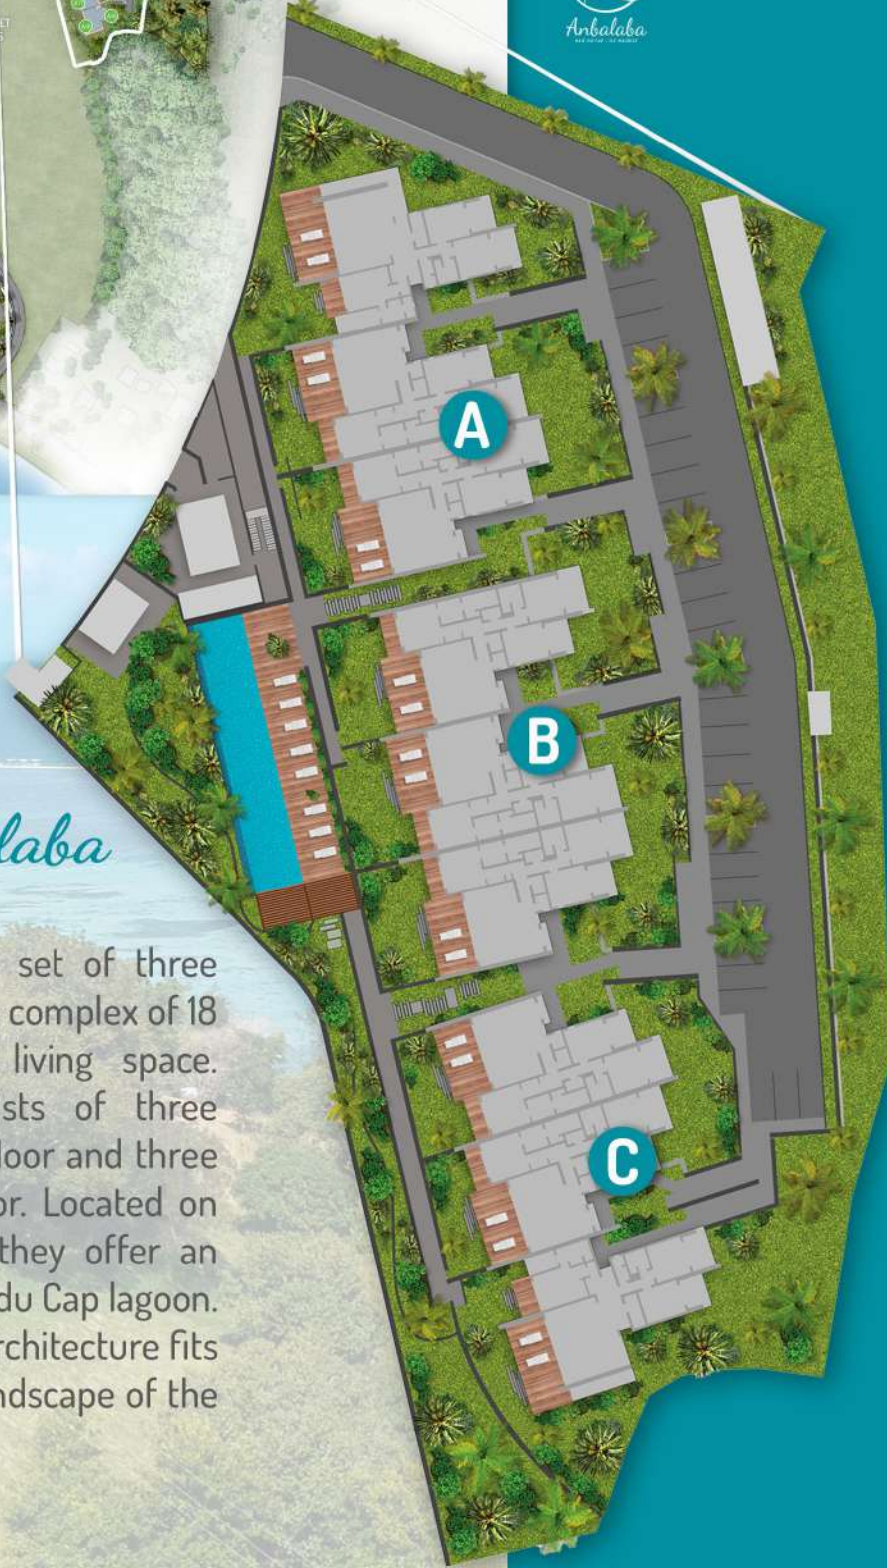 LT
Anbalaba
A
B
C
laba
set of three
complex of 18
living space.
sts of three
loor and three
or. Located on
they offer an
du Cap lagoon.
rchitecture fits
ndscape of the